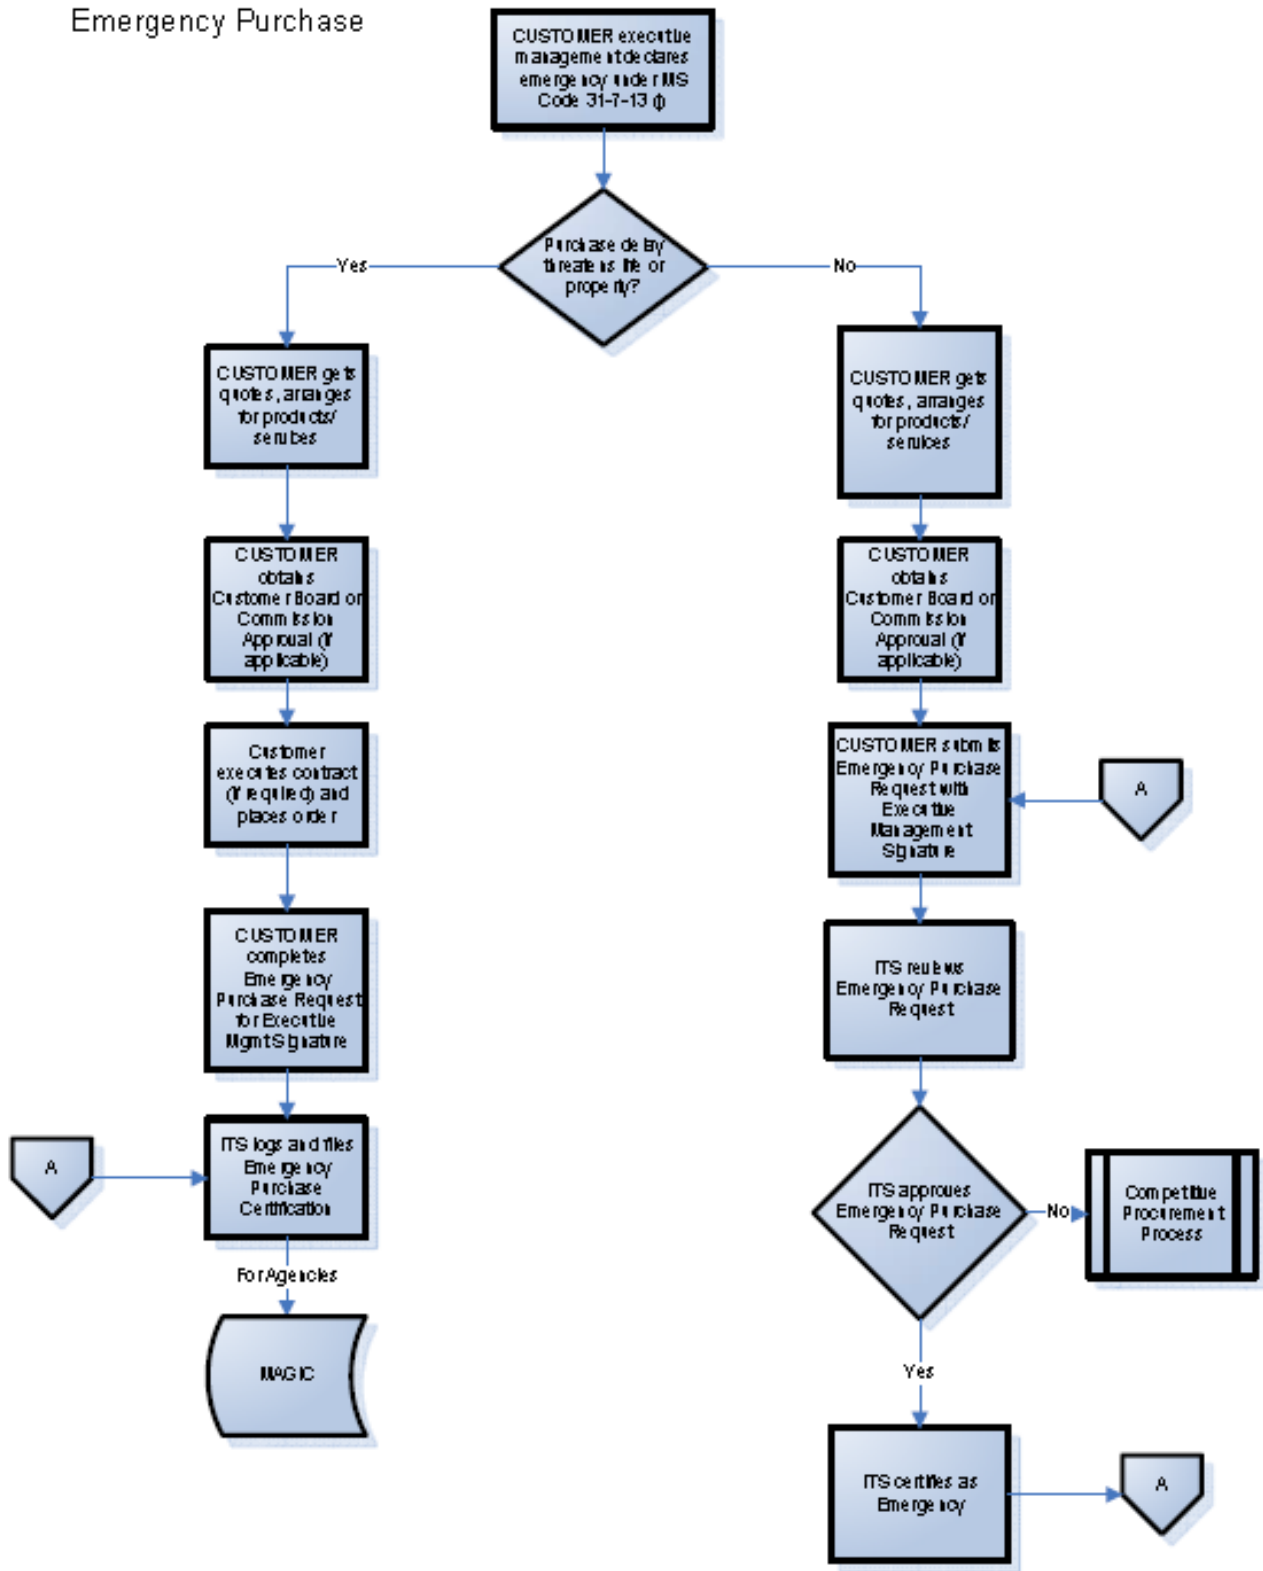 Emergency Purchase
CUSTOMER executive
management declares
emergency under MS
Code 31-7-13 (j)
Purchase delay
threatens life or
property?
Yes
No
CUSTOMER gets
quotes, arranges
for products/
services
CUSTOMER
obtains
Customer Board or
Commission
Approval (if
applicable)
Customer
executes contract
(if required) and
places order
CUSTOMER
completes
Emergency
Purchase Request
for Executive
Mgmt Signature
A
ITS logs and files
Emergency
Purchase
Certification
For Agencies
MAGIC
CUSTOMER gets
quotes, arranges
for products/
services
CUSTOMER
obtains
Customer Board or
Commission
Approval (if
applicable)
CUSTOMER submits
Emergency Purchase
Request with
Executive
Management
Signature
A
ITS reviews
Emergency Purchase
Request
ITS approves
Emergency Purchase
Request
No
Competitive
Procurement
Process
Yes
ITS certifies as
Emergency
A